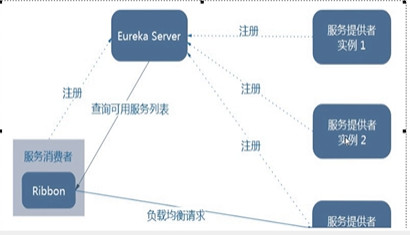 Eureka Server
注册
服务提供者
实例 1
注册
注册
查询可用服务列表
服务提供者
实例 2
注册
服务消费者
Ribbon
负载均衡请求
服务提供者